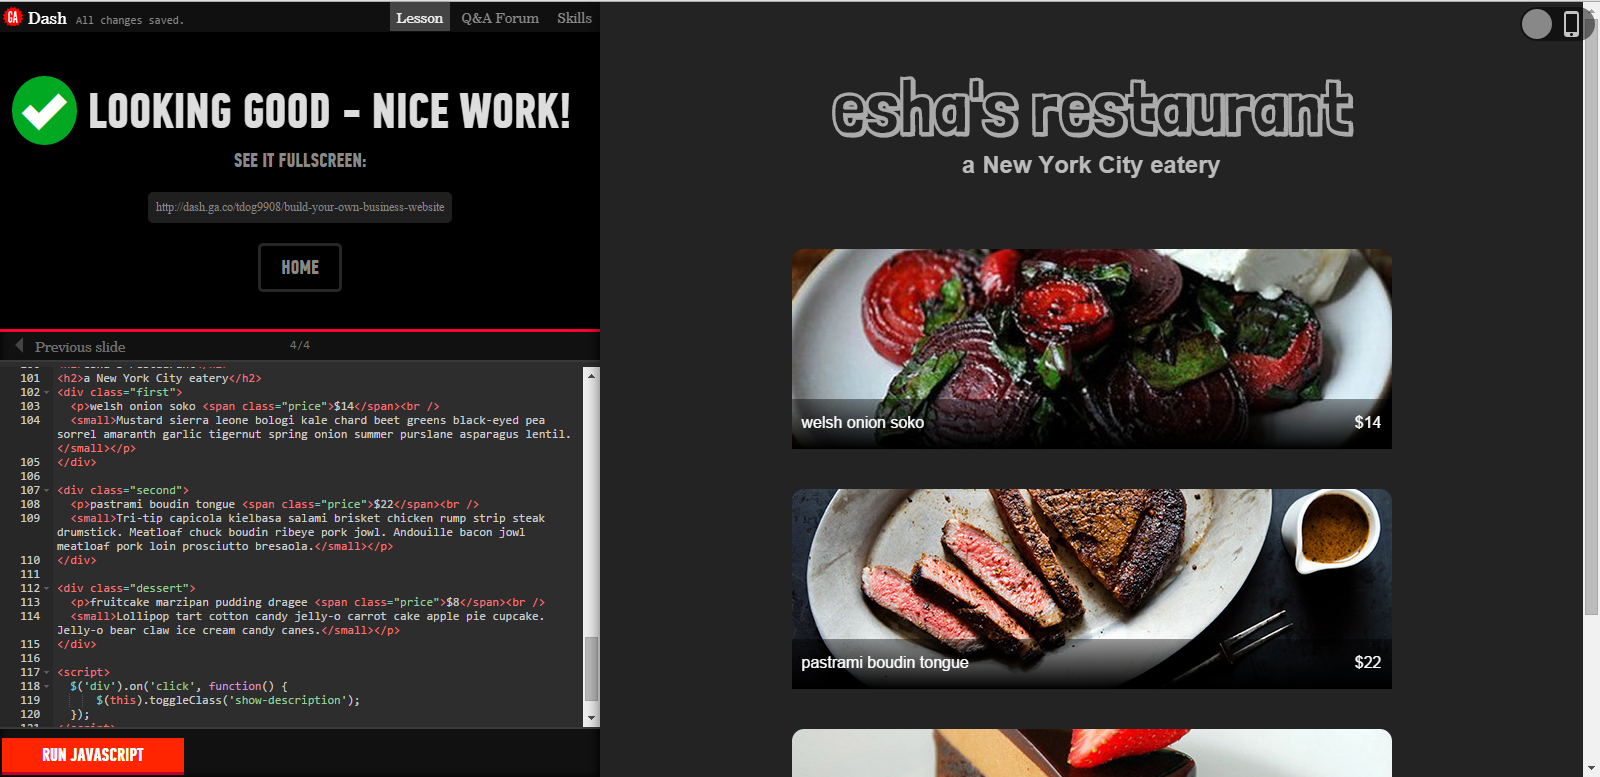 GA Dash All changes saved. Lesson Q&A Forum Skills
LOOKING GOOD - NICE WORK!
SEE IT FULLSCREEN:
http://dash.ga.co/tdog9908/build-your-own-business-website
HOME
Previous slide 4/4
101 <h2>a New York City eatery</h2>
102 <div class="first">
103 <p>welsh onion soko <span class="price">$14</span><br />
104 <small>Mustard sierra leone bologi kale chard beet greens black-eyed pea
sorrel amaranth garlic tigernut spring onion summer purslane asparagus lentil.
</small></p>
105 </div>
106
107 <div class="second">
108 <p>pastrami boudin tongue <span class="price">$22</span><br />
109 <small>Tri-tip capicola kielbasa salami brisket chicken rump strip steak
drumstick. Meatloaf chuck boudin ribeye pork jowl. Andouille bacon jowl
meatloaf pork loin prosciutto bresaola.</small></p>
110 </div>
111
112 <div class="dessert">
113 <p>fruitcake marzipan pudding dragee <span class="price">$8</span><br />
114 <small>Lollipop tart cotton candy jelly-o carrot cake apple pie cupcake.
Jelly-o bear claw ice cream candy canes.</small></p>
115 </div>
116
117 <script>
118 $('div').on('click', function() {
119 $(this).toggleClass('show-description');
120 });
RUN JAVASCRIPT
esha's restaurant
a New York City eatery
welsh onion soko $14
pastrami boudin tongue $22